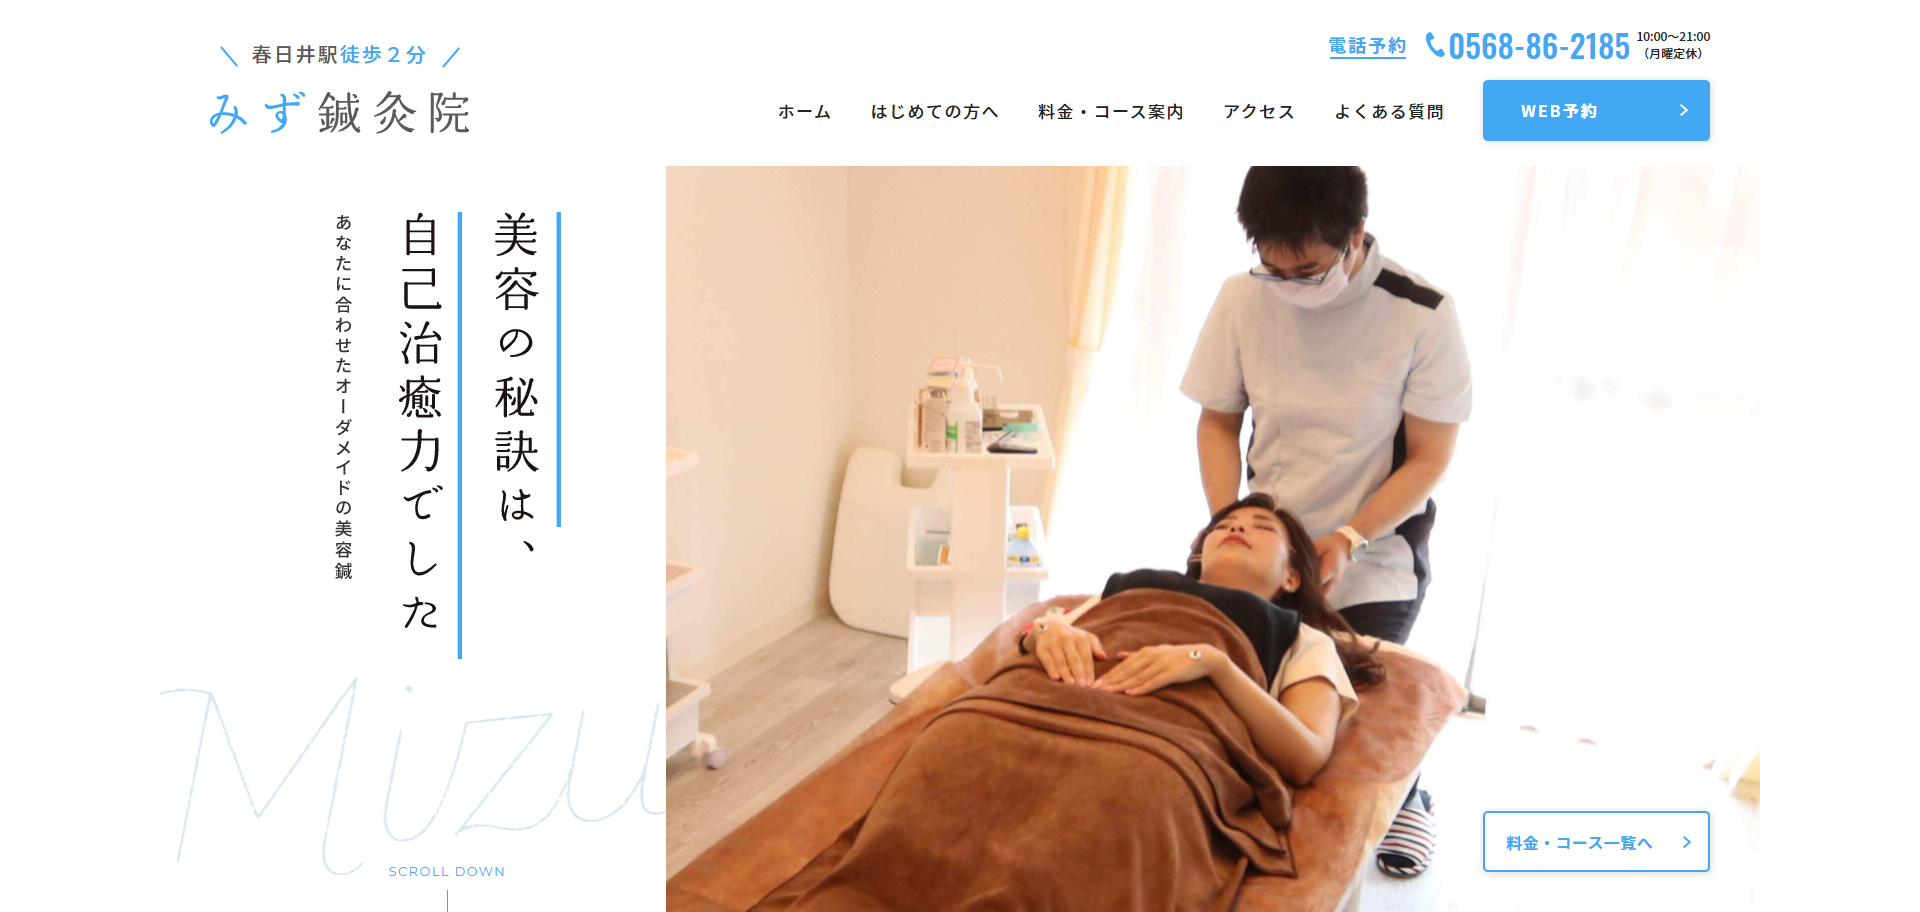 ＼ 春日井駅徒歩２分 ／
みず鍼灸院
電話予約
0568-86-2185
10:00～21:00
（月曜定休）
ホーム
はじめての方へ
料金・コース案内
アクセス
よくある質問
WEB予約
美容の秘訣は、
自己治癒力でした
あなたに合わせたオーダメイドの美容鍼
Mizu
SCROLL DOWN
料金・コース一覧へ